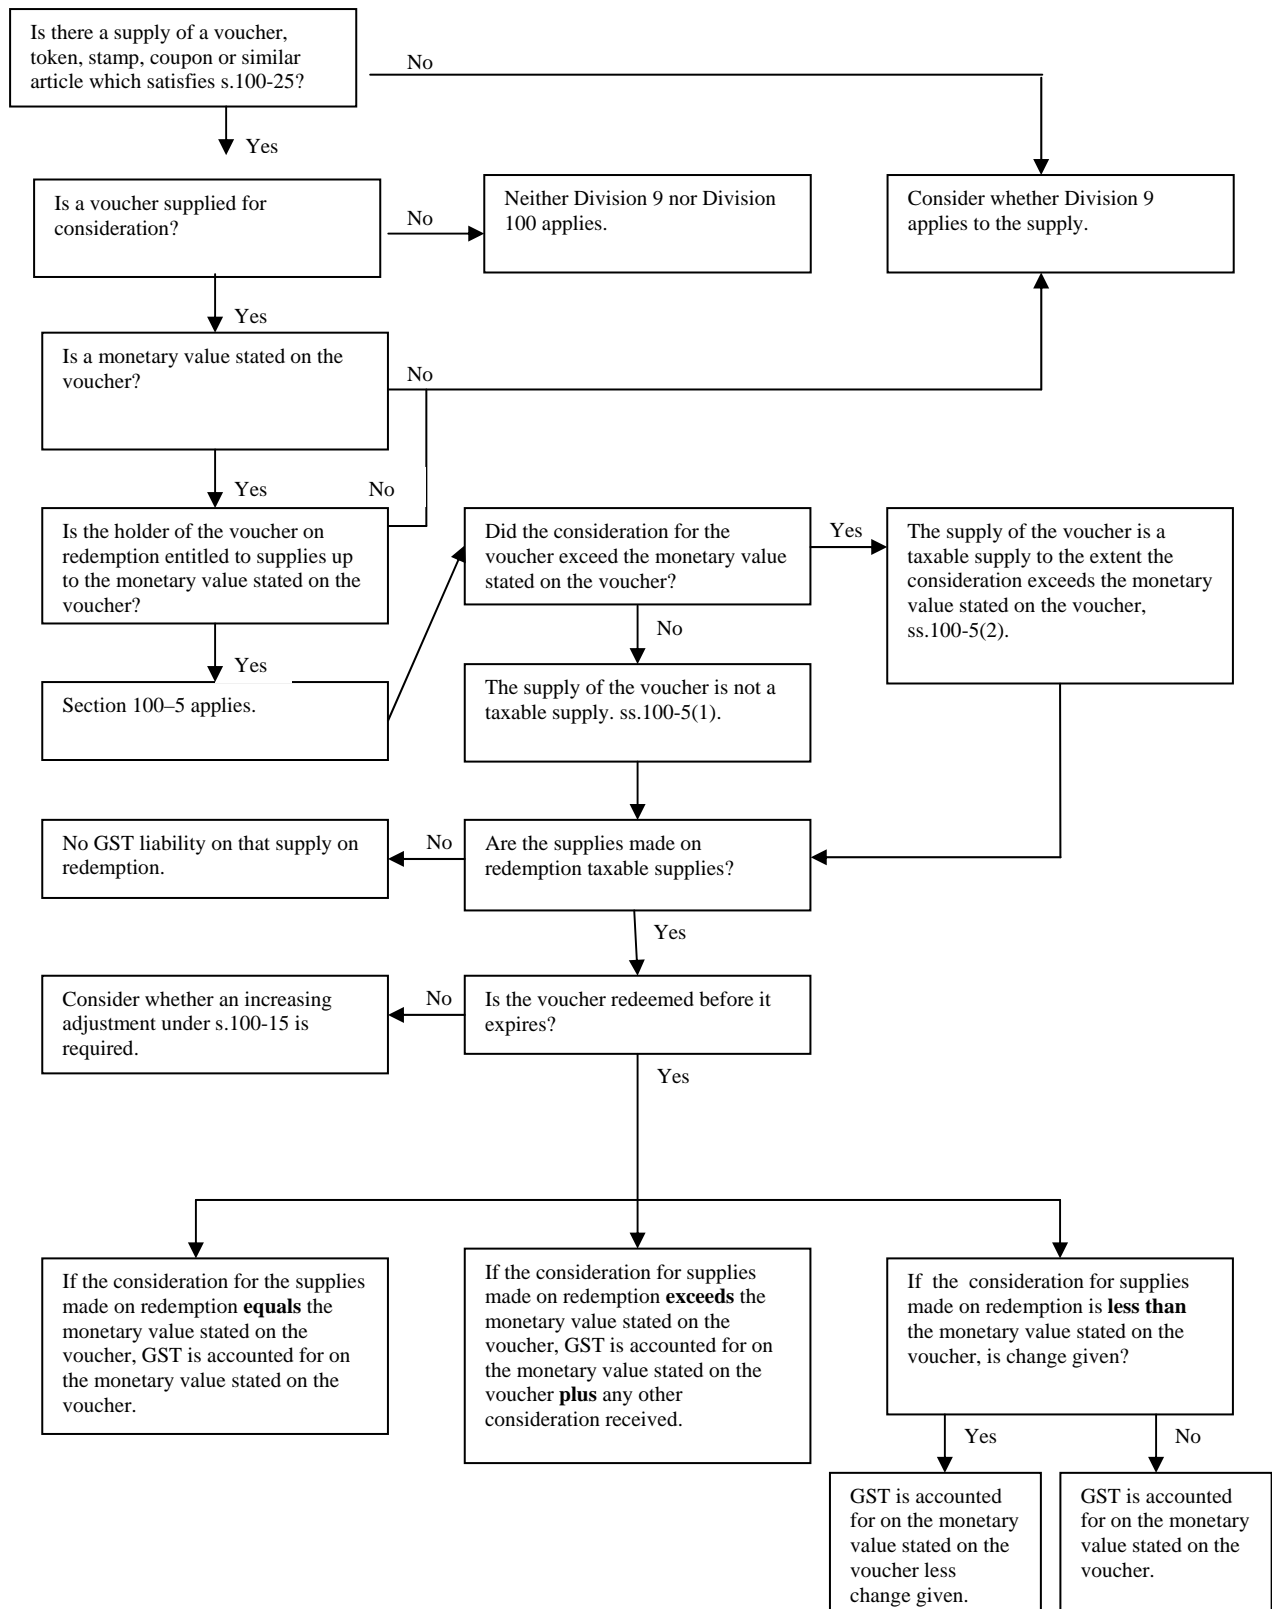 Is there a supply of a voucher,
token, stamp, coupon or similar
article which satisfies s.100-25?
No
Yes
Is a voucher supplied for
consideration?
No
Neither Division 9 nor Division
100 applies.
Consider whether Division 9
applies to the supply.
Yes
Is a monetary value stated on the
voucher?
No
Yes
No
Is the holder of the voucher on
redemption entitled to supplies up
to the monetary value stated on the
voucher?
Did the consideration for the
voucher exceed the monetary value
stated on the voucher?
Yes
The supply of the voucher is a
taxable supply to the extent the
consideration exceeds the monetary
value stated on the voucher,
ss.100-5(2).
No
Yes
Section 100–5 applies.
The supply of the voucher is not a
taxable supply. ss.100-5(1).
No GST liability on that supply on
redemption.
No
Are the supplies made on
redemption taxable supplies?
Yes
Consider whether an increasing
adjustment under s.100-15 is
required.
No
Is the voucher redeemed before it
expires?
Yes
If the consideration for the supplies
made on redemption equals the
monetary value stated on the
voucher, GST is accounted for on
the monetary value stated on the
voucher.
If the consideration for supplies
made on redemption exceeds the
monetary value stated on the
voucher, GST is accounted for on
the monetary value stated on the
voucher plus any other
consideration received.
If  the  consideration for supplies
made on redemption is less than
the monetary value stated on the
voucher, is change given?
Yes
No
GST is accounted
for on the monetary
value stated on the
voucher less
change given.
GST is accounted
for on the monetary
value stated on the
voucher.